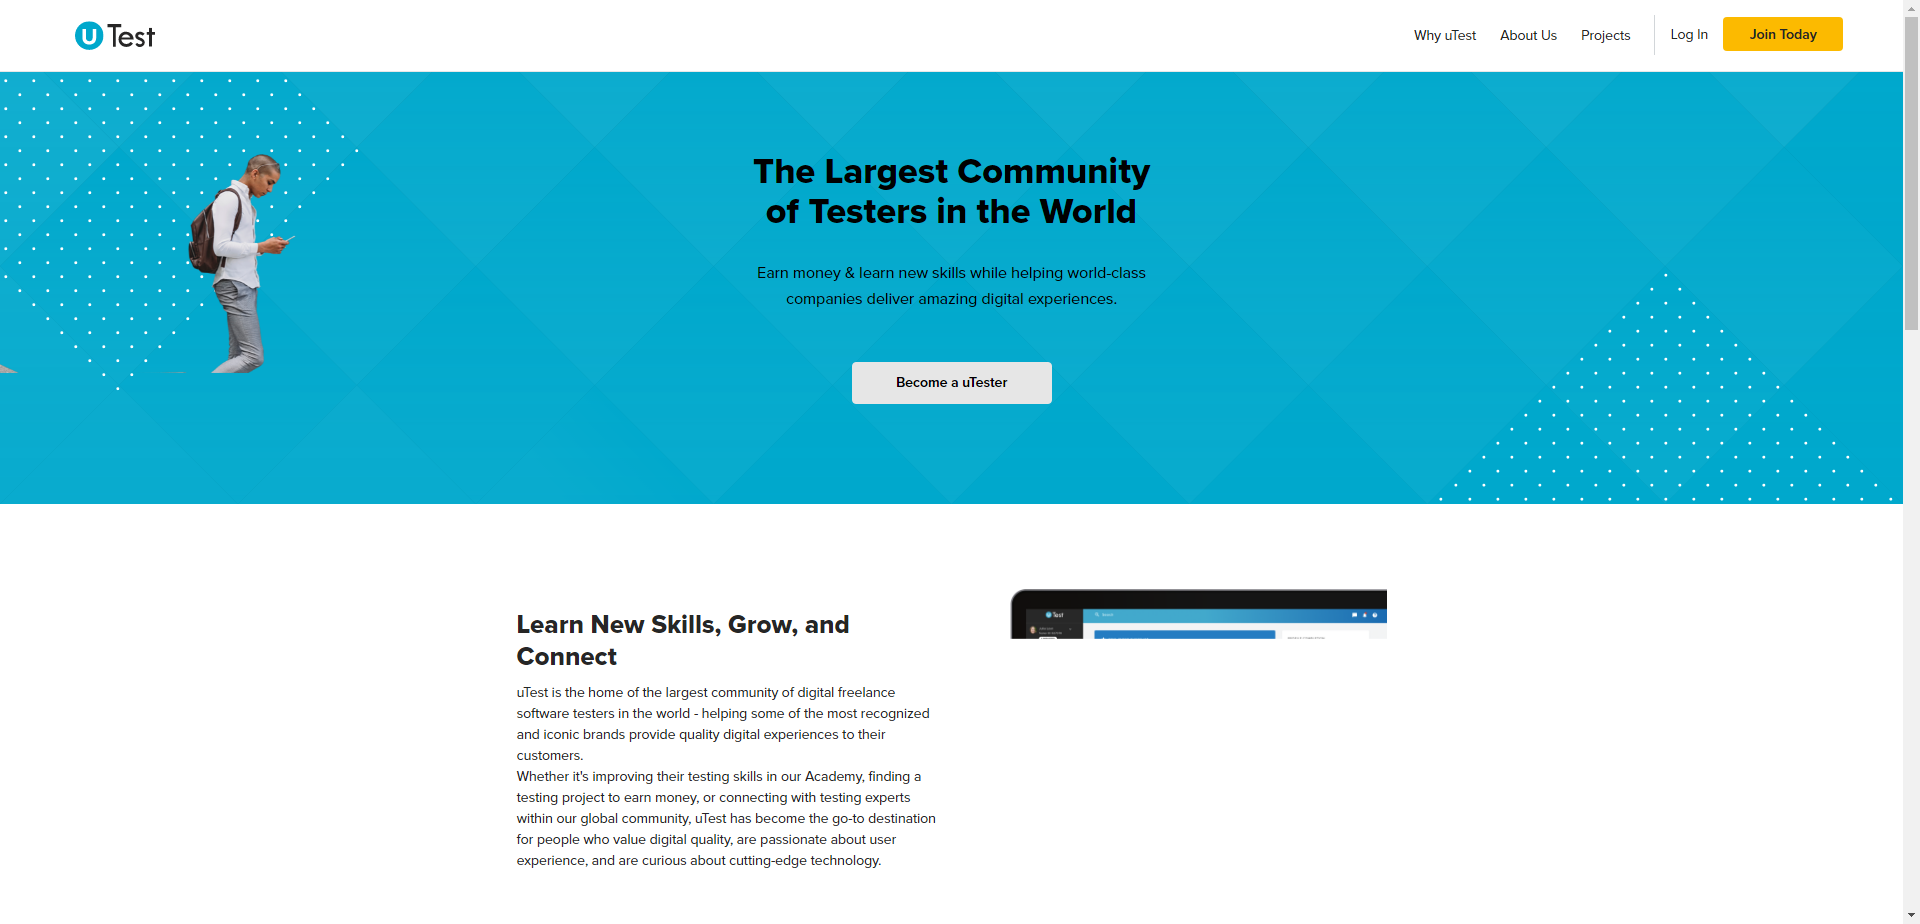 uTest
Why uTest
About Us
Projects
Log In
Join Today
The Largest Community
of Testers in the World
Earn money & learn new skills while helping world-class
companies deliver amazing digital experiences.
Become a uTester
Learn New Skills, Grow, and
Connect
uTest is the home of the largest community of digital freelance
software testers in the world - helping some of the most recognized
and iconic brands provide quality digital experiences to their
customers.
Whether it's improving their testing skills in our Academy, finding a
testing project to earn money, or connecting with testing experts
within our global community, uTest has become the go-to destination
for people who value digital quality, are passionate about user
experience, and are curious about cutting-edge technology.
uTest